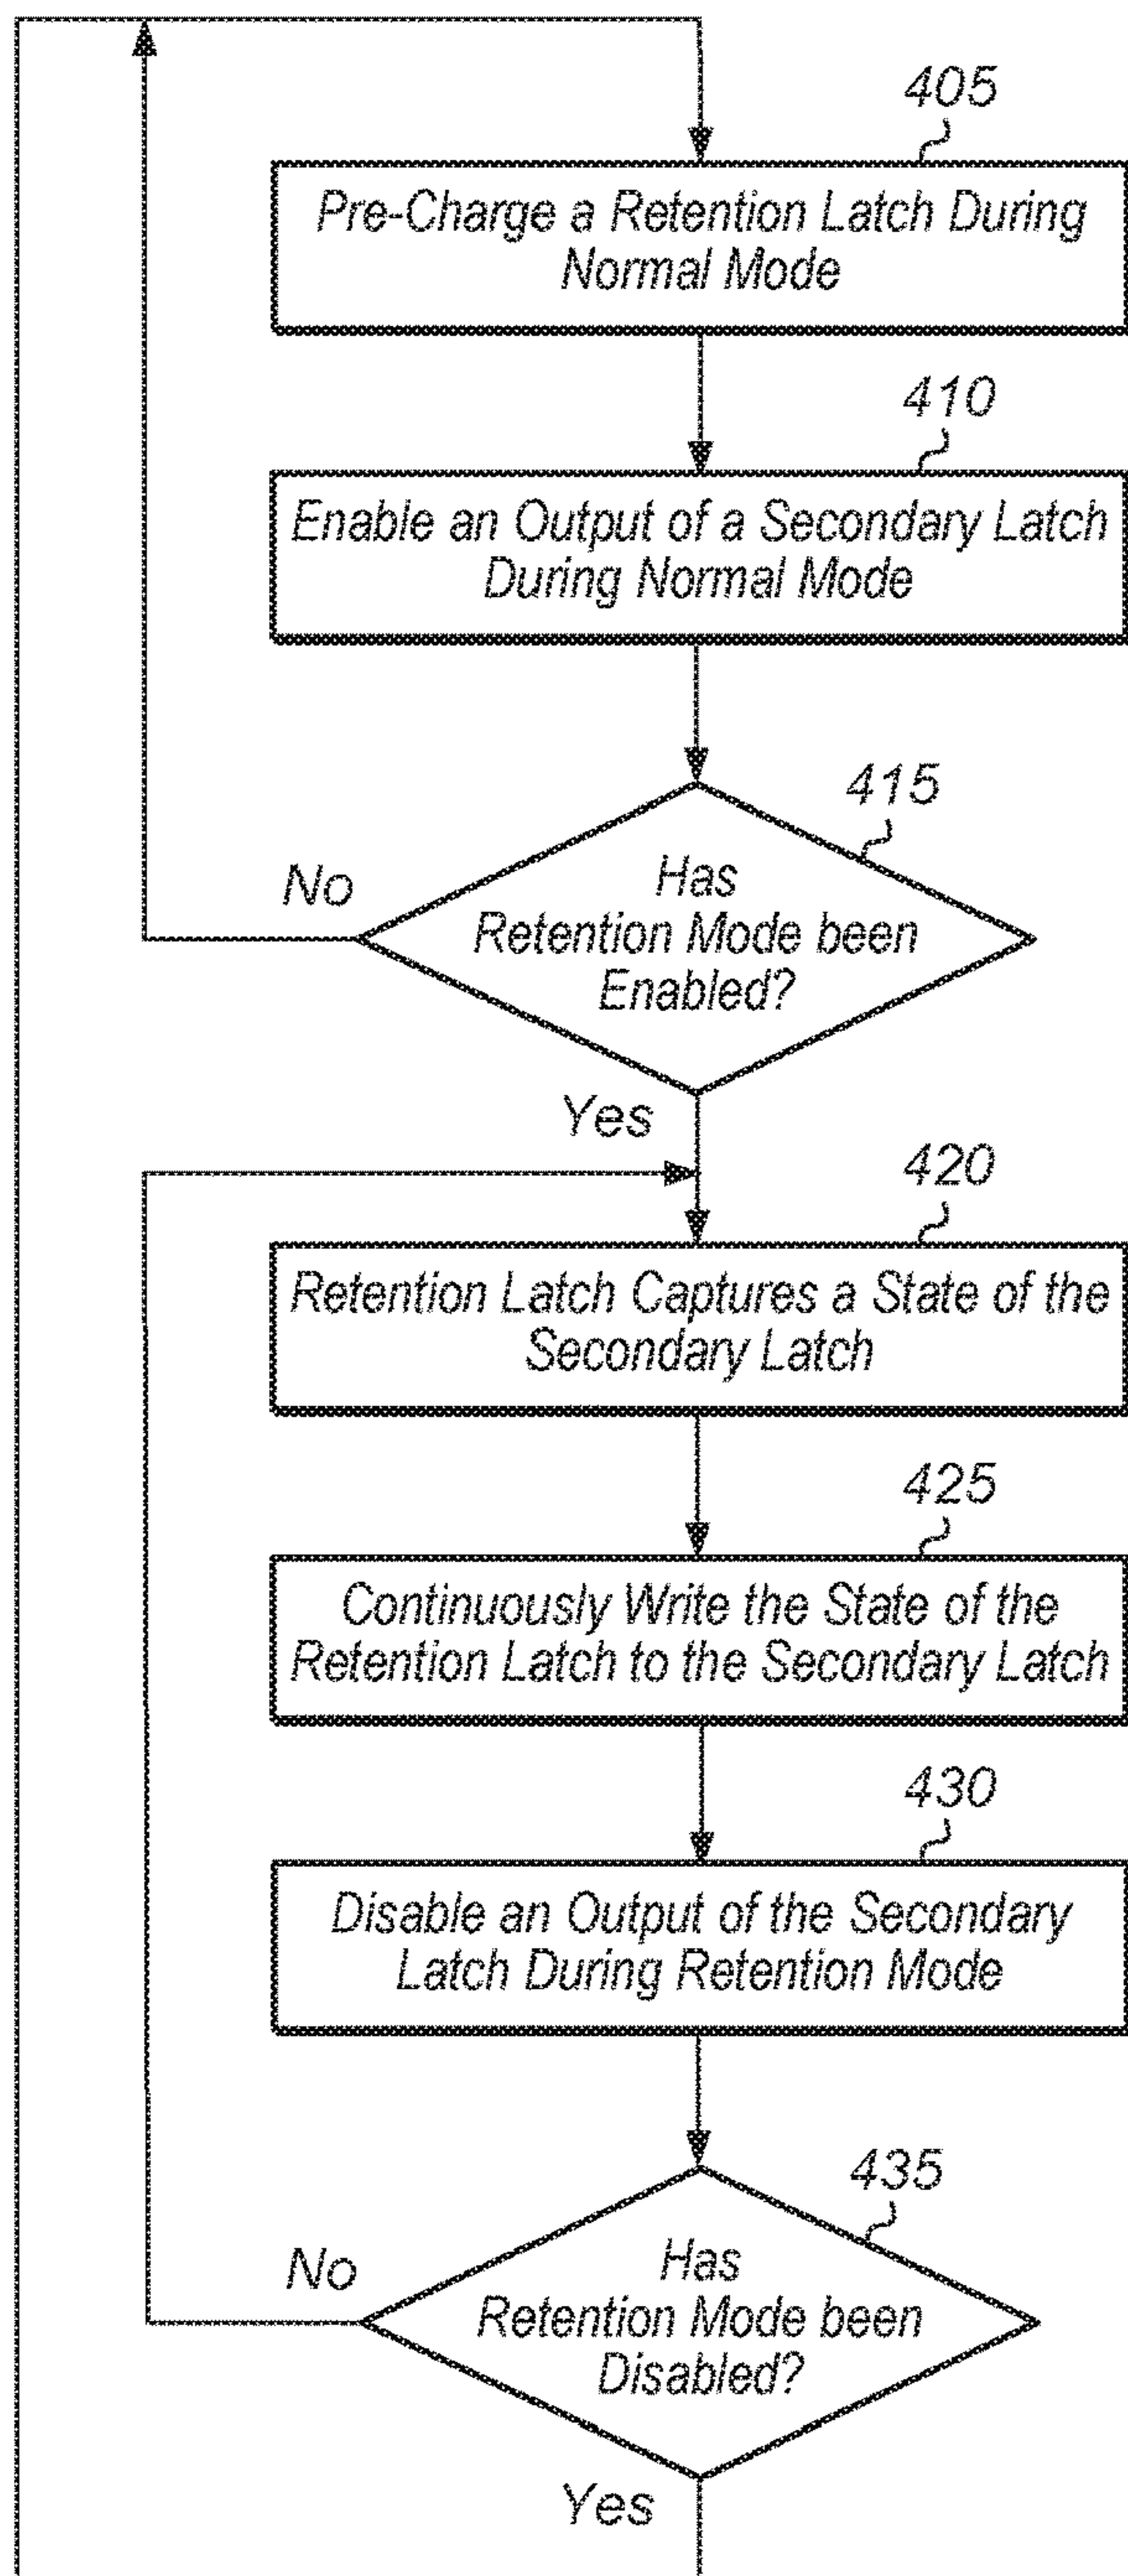 405
Pre-Charge a Retention Latch During
Normal Mode
410
Enable an Output of a Secondary Latch
During Normal Mode
415
Has
Retention Mode been
Enabled?
No
Yes
420
Retention Latch Captures a State of the
Secondary Latch
425
Continuously Write the State of the
Retention Latch to the Secondary Latch
430
Disable an Output of the Secondary
Latch During Retention Mode
435
Has
Retention Mode been
Disabled?
No
Yes